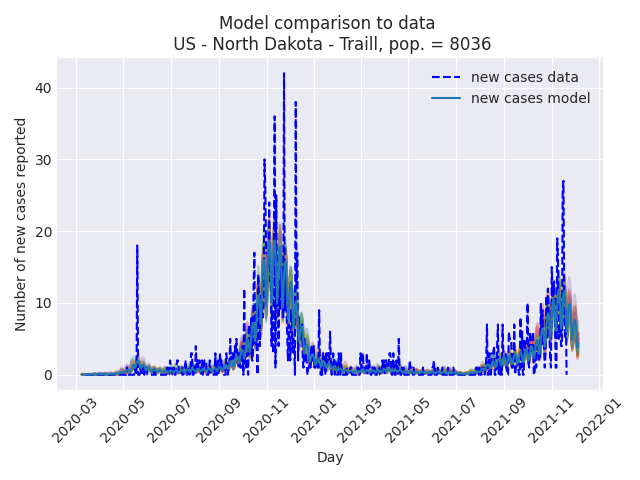 Model comparison to data
US - North Dakota - Traill, pop. = 8036
new cases data
new cases model
Number of new cases reported
40
30
20
10
0
2020-03
2020-05
2020-07
2020-09
2020-11
2021-01
2021-03
2021-05
2021-07
2021-09
2021-11
2022-01
Day